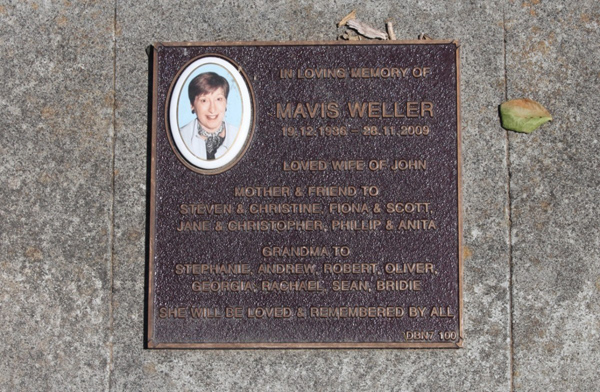 IN LOVING MEMORY OF
MAVIS WELLER
19.12.1936 – 28.11.2009
LOVED WIFE OF JOHN
MOTHER & FRIEND TO
STEVEN & CHRISTINE, FIONA & SCOTT,
JANE & CHRISTOPHER, PHILLIP & ANITA
GRANDMA TO
STEPHANIE, ANDREW, ROBERT, OLIVER,
GEORGIA, RACHAEL, SEAN, BRIDIE
SHE WILL BE LOVED & REMEMBERED BY ALL
DBN7 100